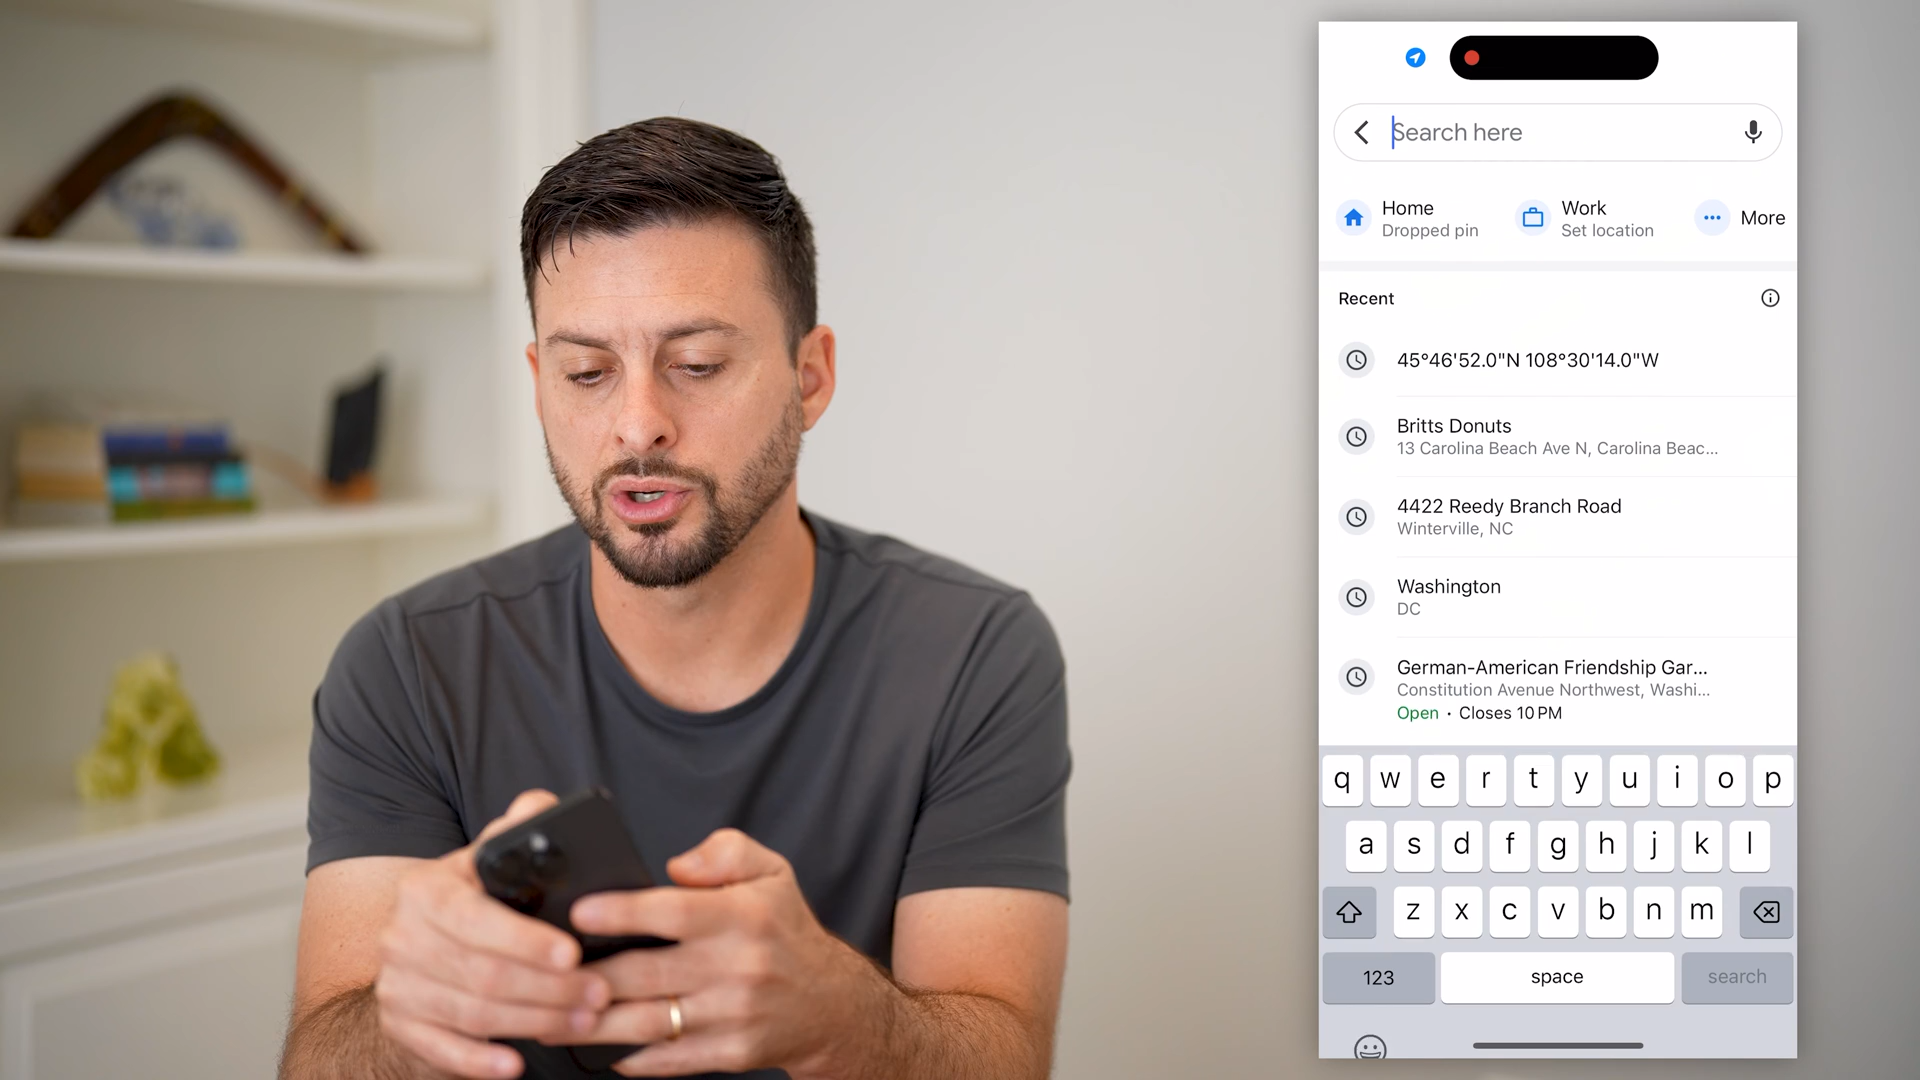 Search here
Home
Dropped pin
Work
Set location
More
Recent
45°46'52.0"N 108°30'14.0"W
Britts Donuts
13 Carolina Beach Ave N, Carolina Beac...
4422 Reedy Branch Road
Winterville, NC
Washington
DC
German-American Friendship Gar...
Constitution Avenue Northwest, Washi...
Open · Closes 10 PM
q w e r t y u i o p
a s d f g h j k l
z x c v b n m
123 space search